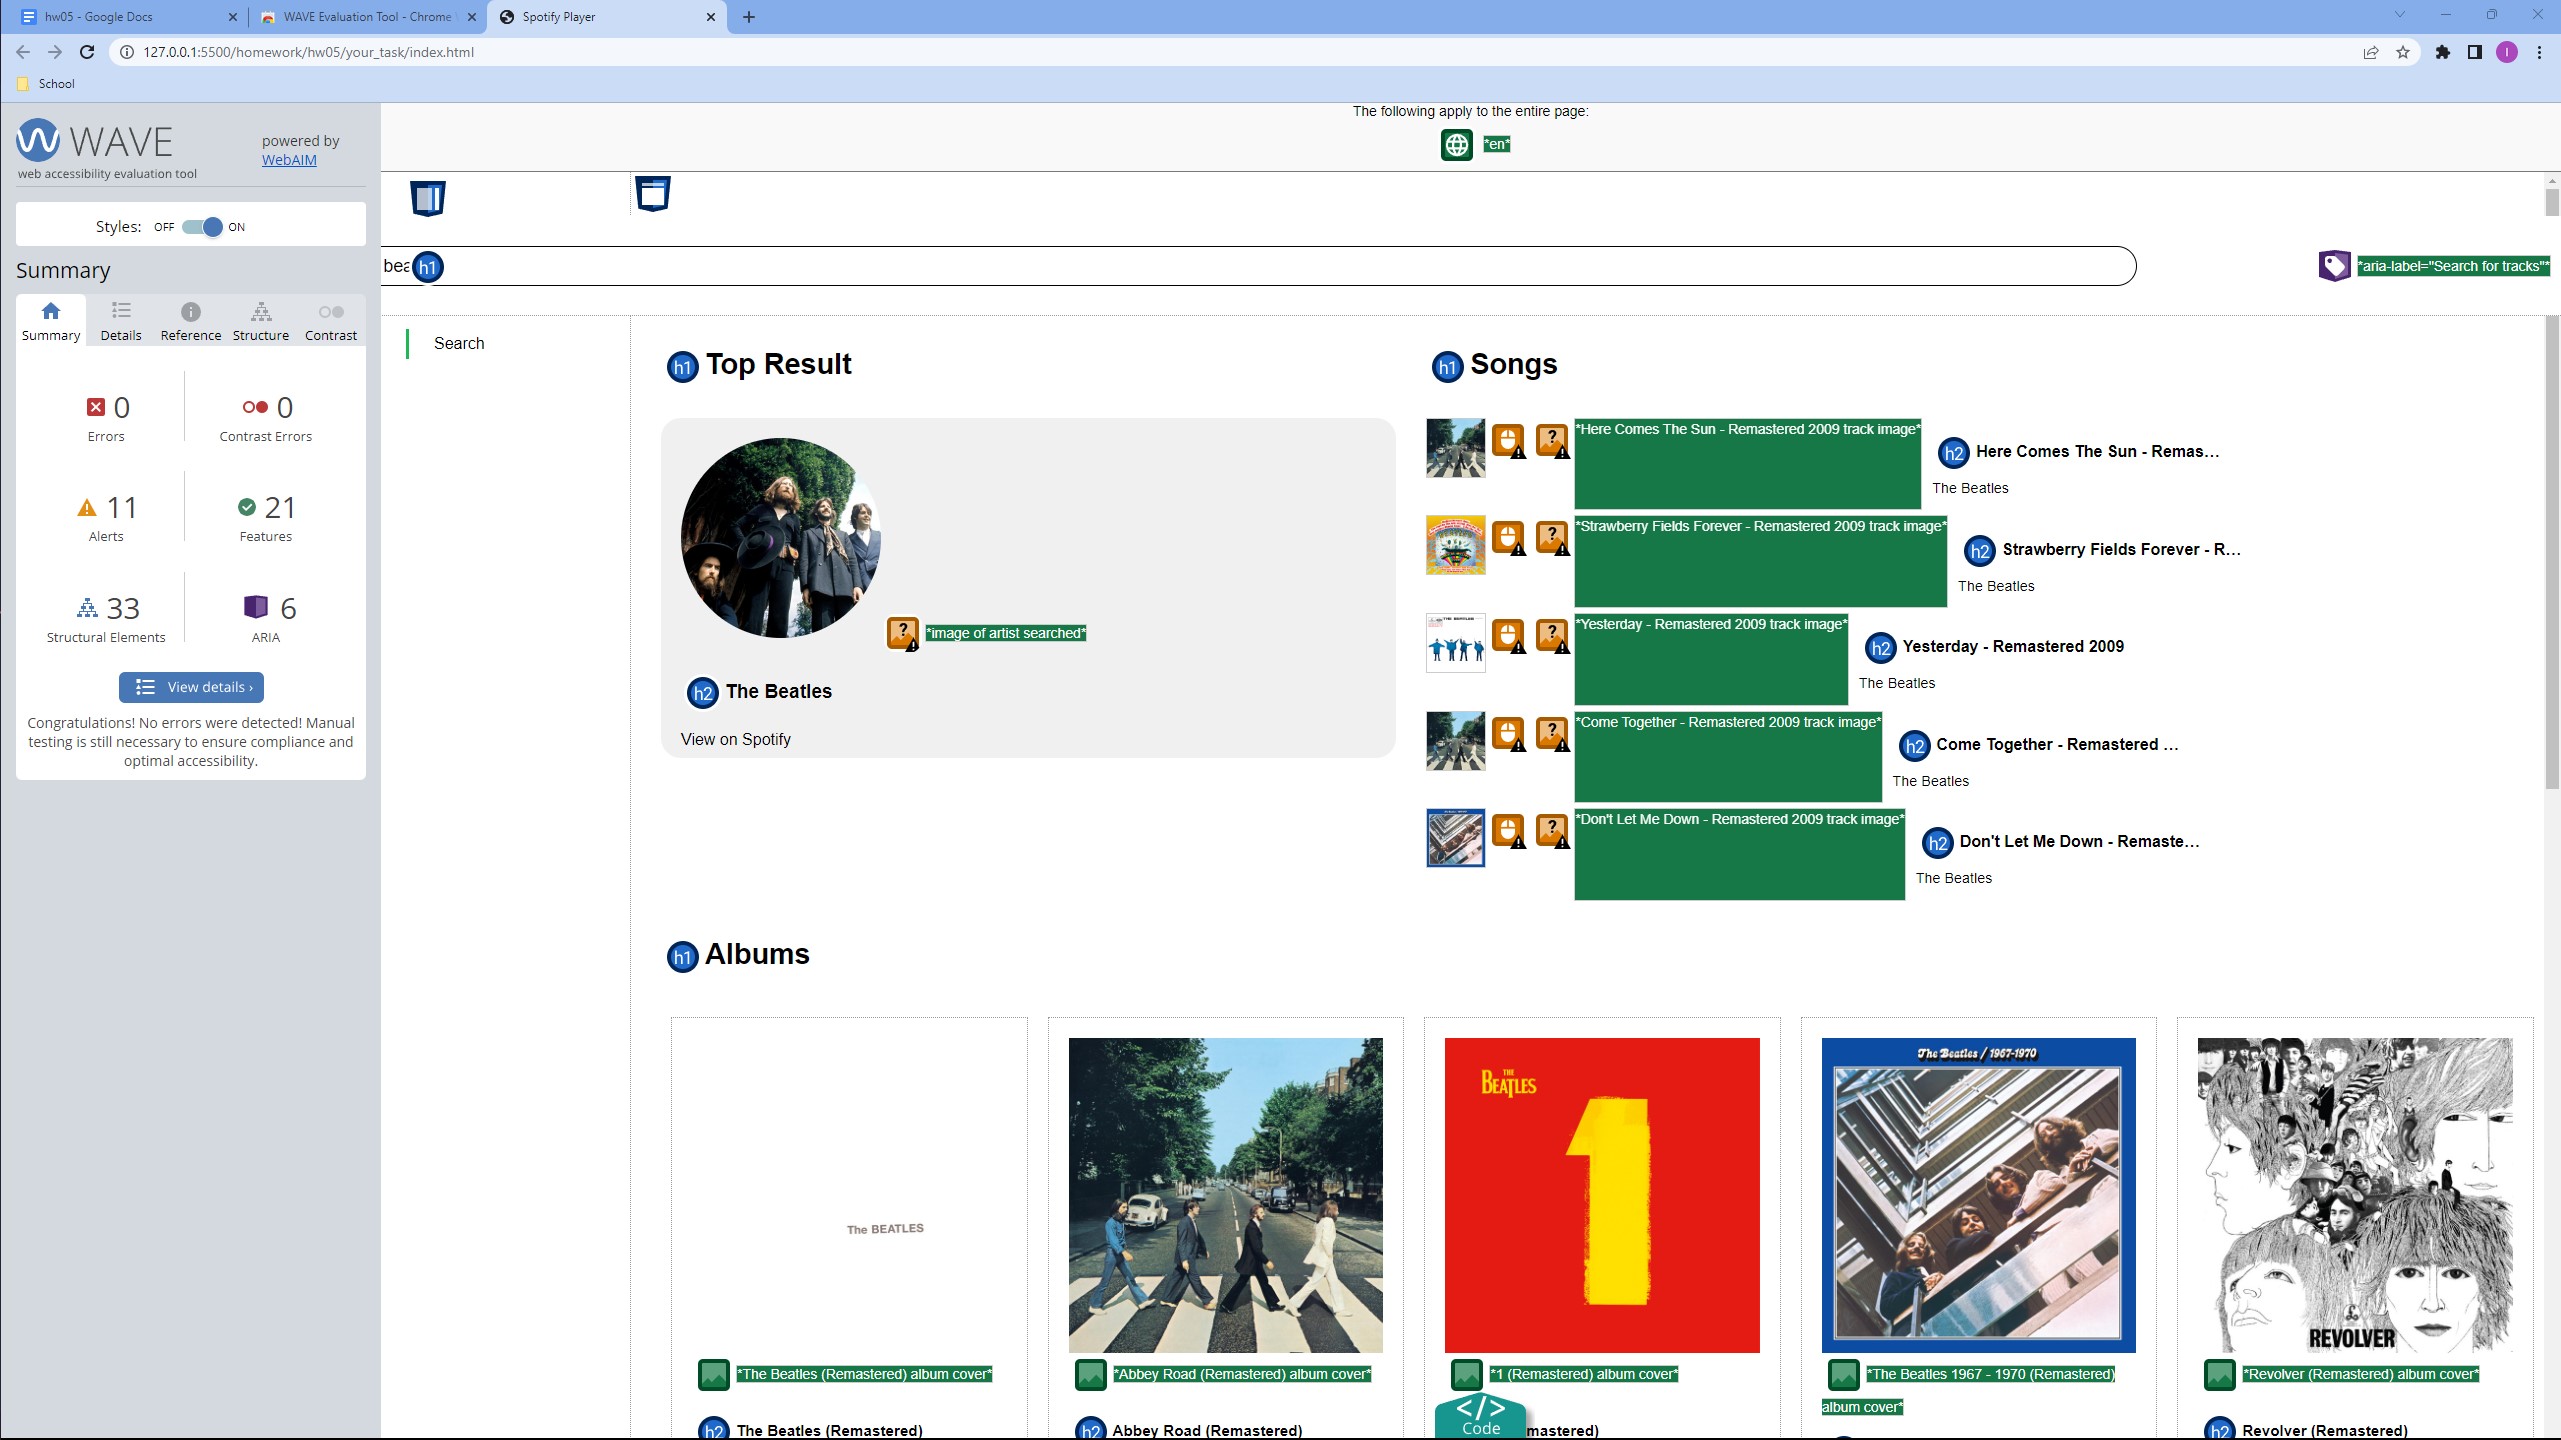 hw05 - Google Docs
WAVE Evaluation Tool - Chrome
Spotify Player
127.0.0.1:5500/homework/hw05/your_task/index.html
I
School
WAVE
powered by
WebAIM
web accessibility evaluation tool
Styles: OFF ON
Summary
Summary Details Reference Structure Contrast
0
Errors
0
Contrast Errors
11
Alerts
21
Features
33
Structural Elements
6
ARIA
View details ›
Congratulations! No errors were detected! Manual
testing is still necessary to ensure compliance and
optimal accessibility.
The following apply to the entire page:
*en*
bea h1
*aria-label="Search for tracks"*
Search
h1 Top Result
*image of artist searched*
h2 The Beatles
View on Spotify
h1 Songs
*Here Comes The Sun - Remastered 2009 track image*
h2 Here Comes The Sun - Remas...
The Beatles
*Strawberry Fields Forever - Remastered 2009 track image*
h2 Strawberry Fields Forever - R...
The Beatles
*Yesterday - Remastered 2009 track image*
h2 Yesterday - Remastered 2009
The Beatles
*Come Together - Remastered 2009 track image*
h2 Come Together - Remastered ...
The Beatles
*Don't Let Me Down - Remastered 2009 track image*
h2 Don't Let Me Down - Remaste...
The Beatles
h1 Albums
The BEATLES
*The Beatles (Remastered) album cover*
h2 The Beatles (Remastered)
*Abbey Road (Remastered) album cover*
h2 Abbey Road (Remastered)
THE
BEATLES
1
*1 (Remastered) album cover*
</>
Code
mastered)
The Beatles / 1967-1970
*The Beatles 1967 - 1970 (Remastered)
album cover*
REVOLVER
*Revolver (Remastered) album cover*
h2 Revolver (Remastered)